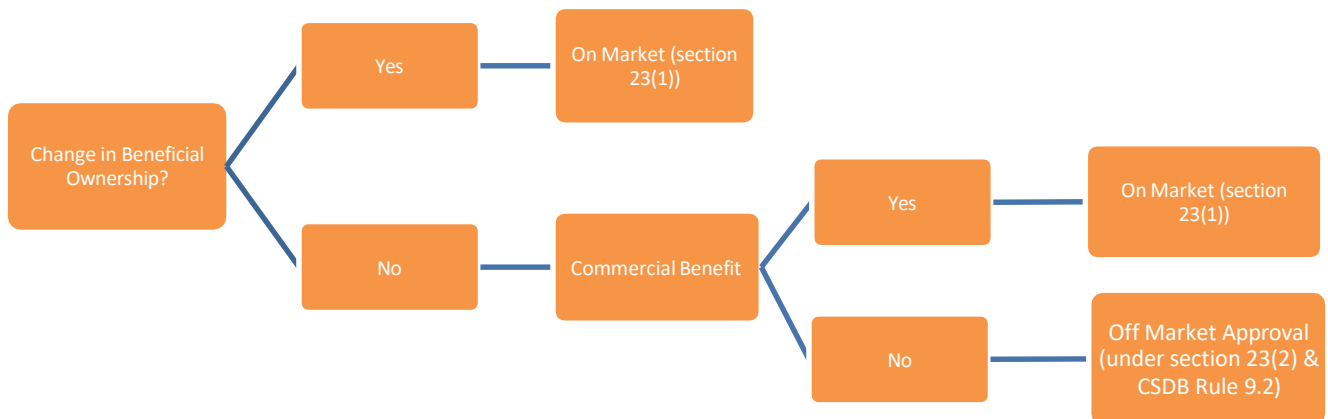 Change in Beneficial
Ownership?
Yes
On Market (section
23(1))
No
Commercial Benefit
Yes
On Market (section
23(1))
No
Off Market Approval
(under section 23(2) &
CSDB Rule 9.2)